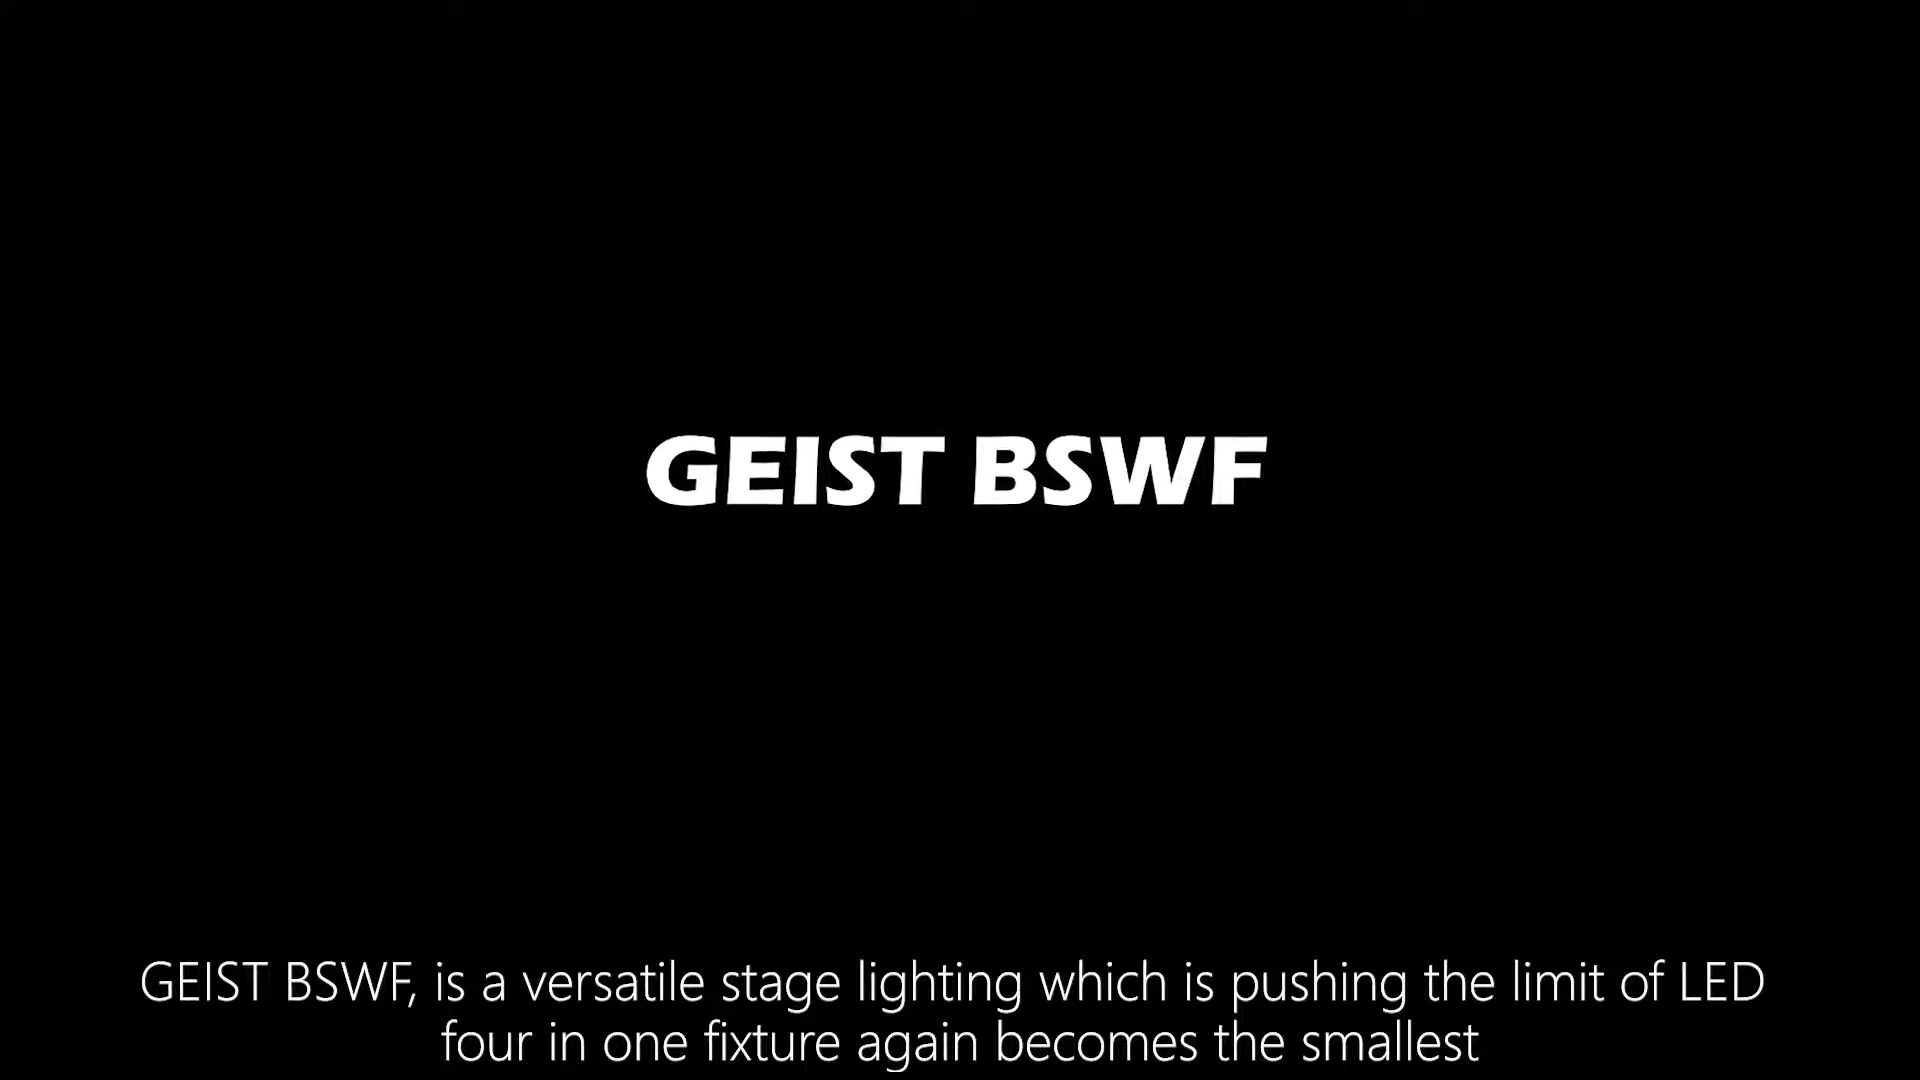 GEIST BSWF
GEIST BSWF, is a versatile stage lighting which is pushing the limit of LED
four in one fixture again becomes the smallest